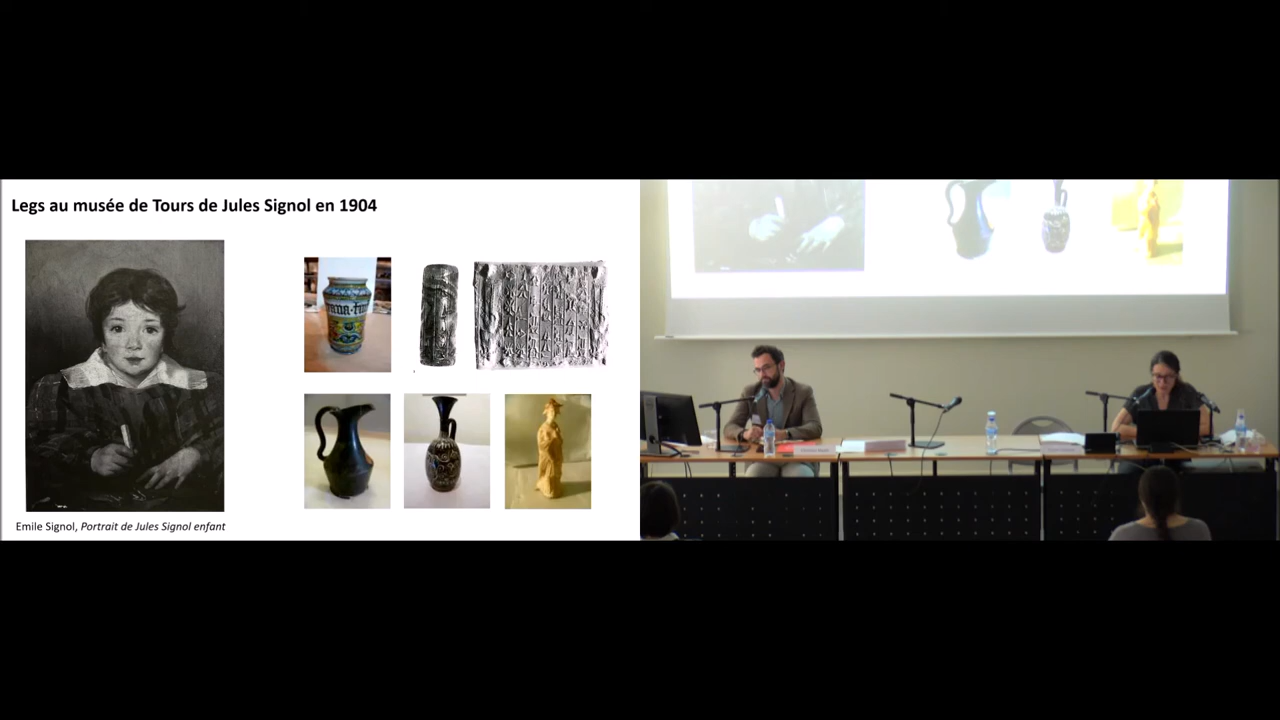 Legs au musée de Tours de Jules Signol en 1904
Emile Signol, Portrait de Jules Signol enfant